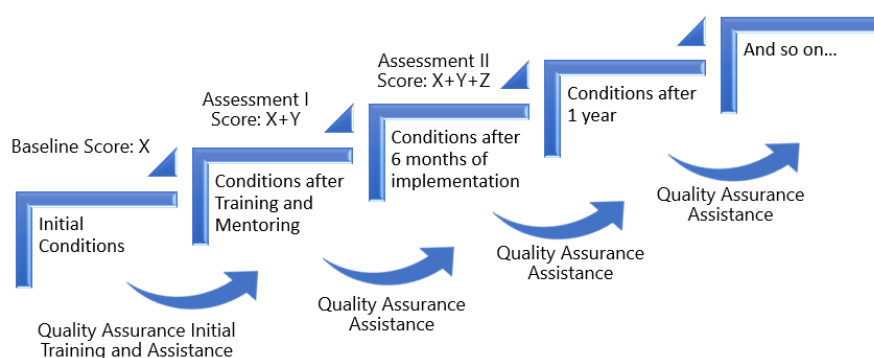 Baseline Score: X
Initial
Conditions
Quality Assurance Initial
Training and Assistance
Assessment I
Score: X+Y
Conditions after
Training and
Mentoring
Quality Assurance
Assistance
Assessment II
Score: X+Y+Z
Conditions after
6 months of
implementation
Quality Assurance
Assistance
Conditions after
1 year
Quality Assurance
Assistance
And so on...